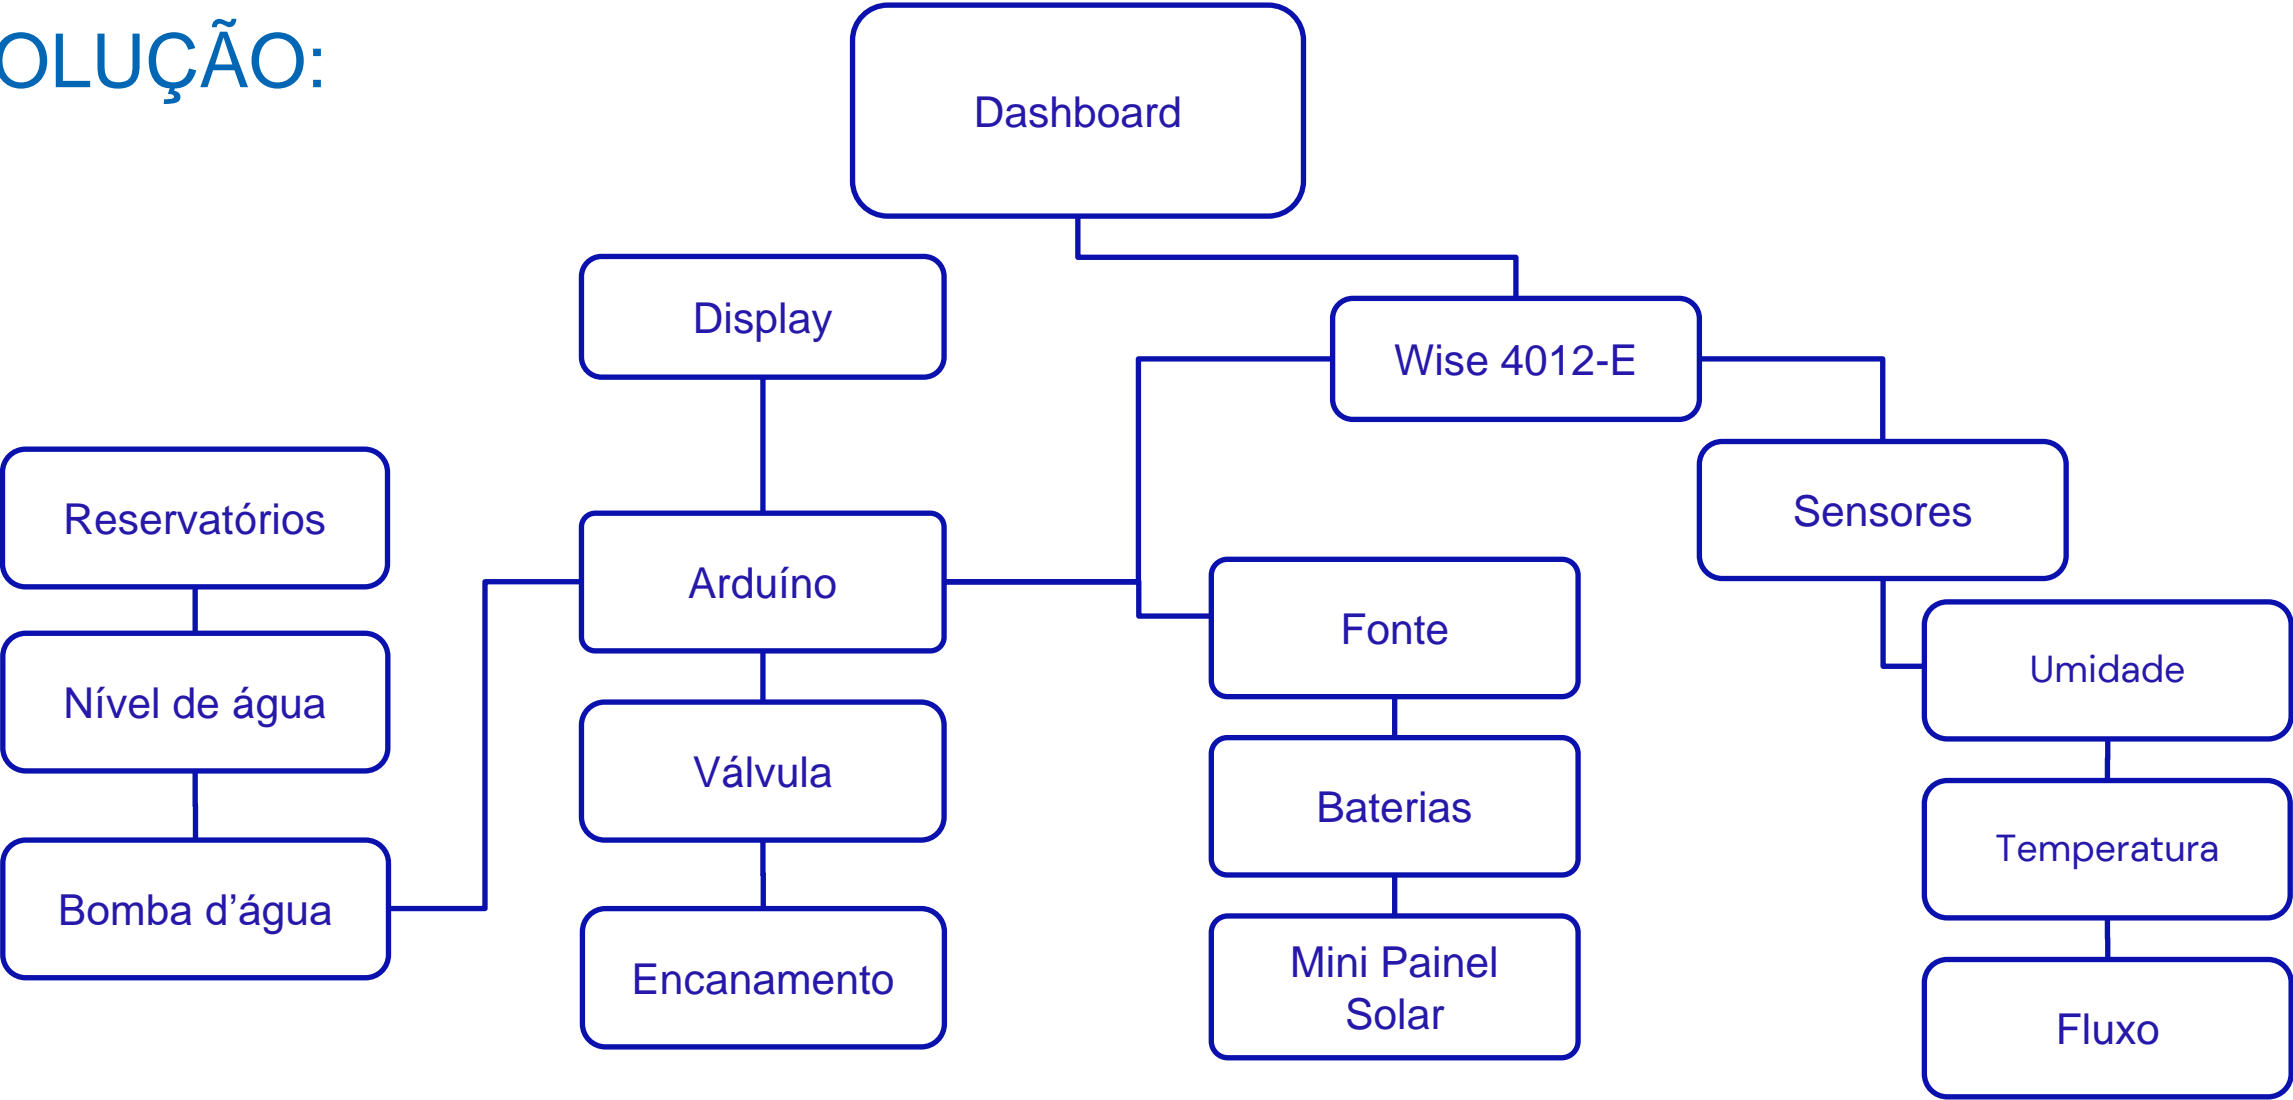 OLUÇÃO:
Dashboard
Display
Wise 4012-E
Reservatórios
Arduíno
Sensores
Fonte
Umidade
Nível de água
Válvula
Baterias
Temperatura
Bomba d’água
Encanamento
Mini Painel
Solar
Fluxo